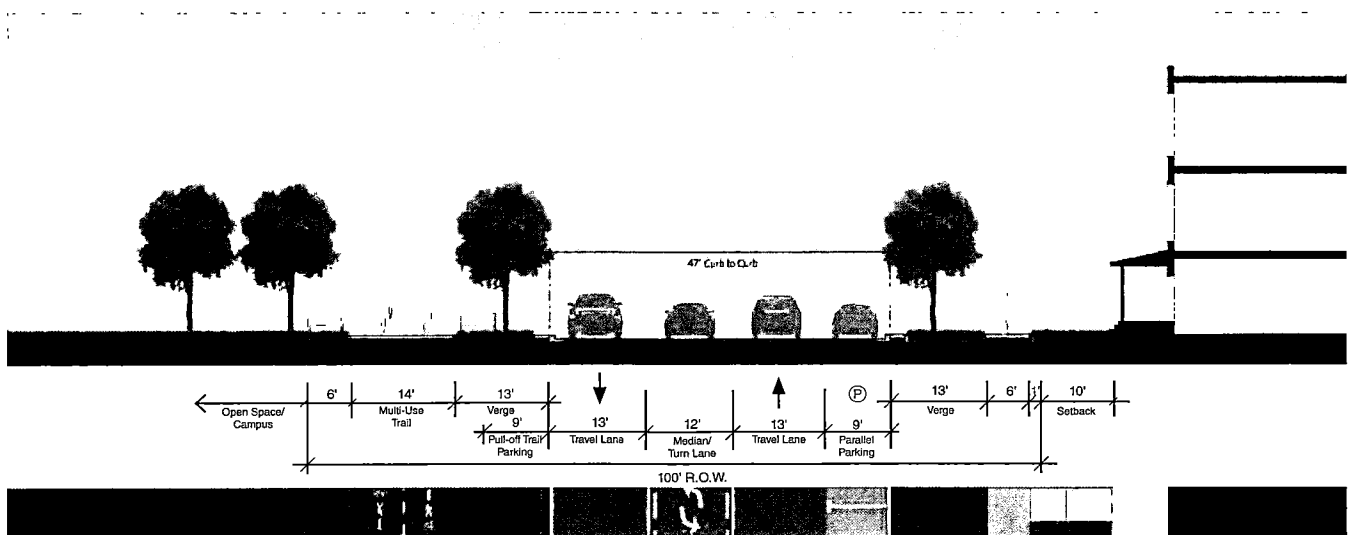 47' Curb to Curb
6' 14' 13' 13' 6' 1' 10'
Open Space/
Campus
Multi-Use
Trail
Verge
Verge
Setback
P
9' 13' 12' 13' 9'
Pull-off Trail
Parking
Travel Lane
Median/
Turn Lane
Travel Lane
Parallel
Parking
100' R.O.W.